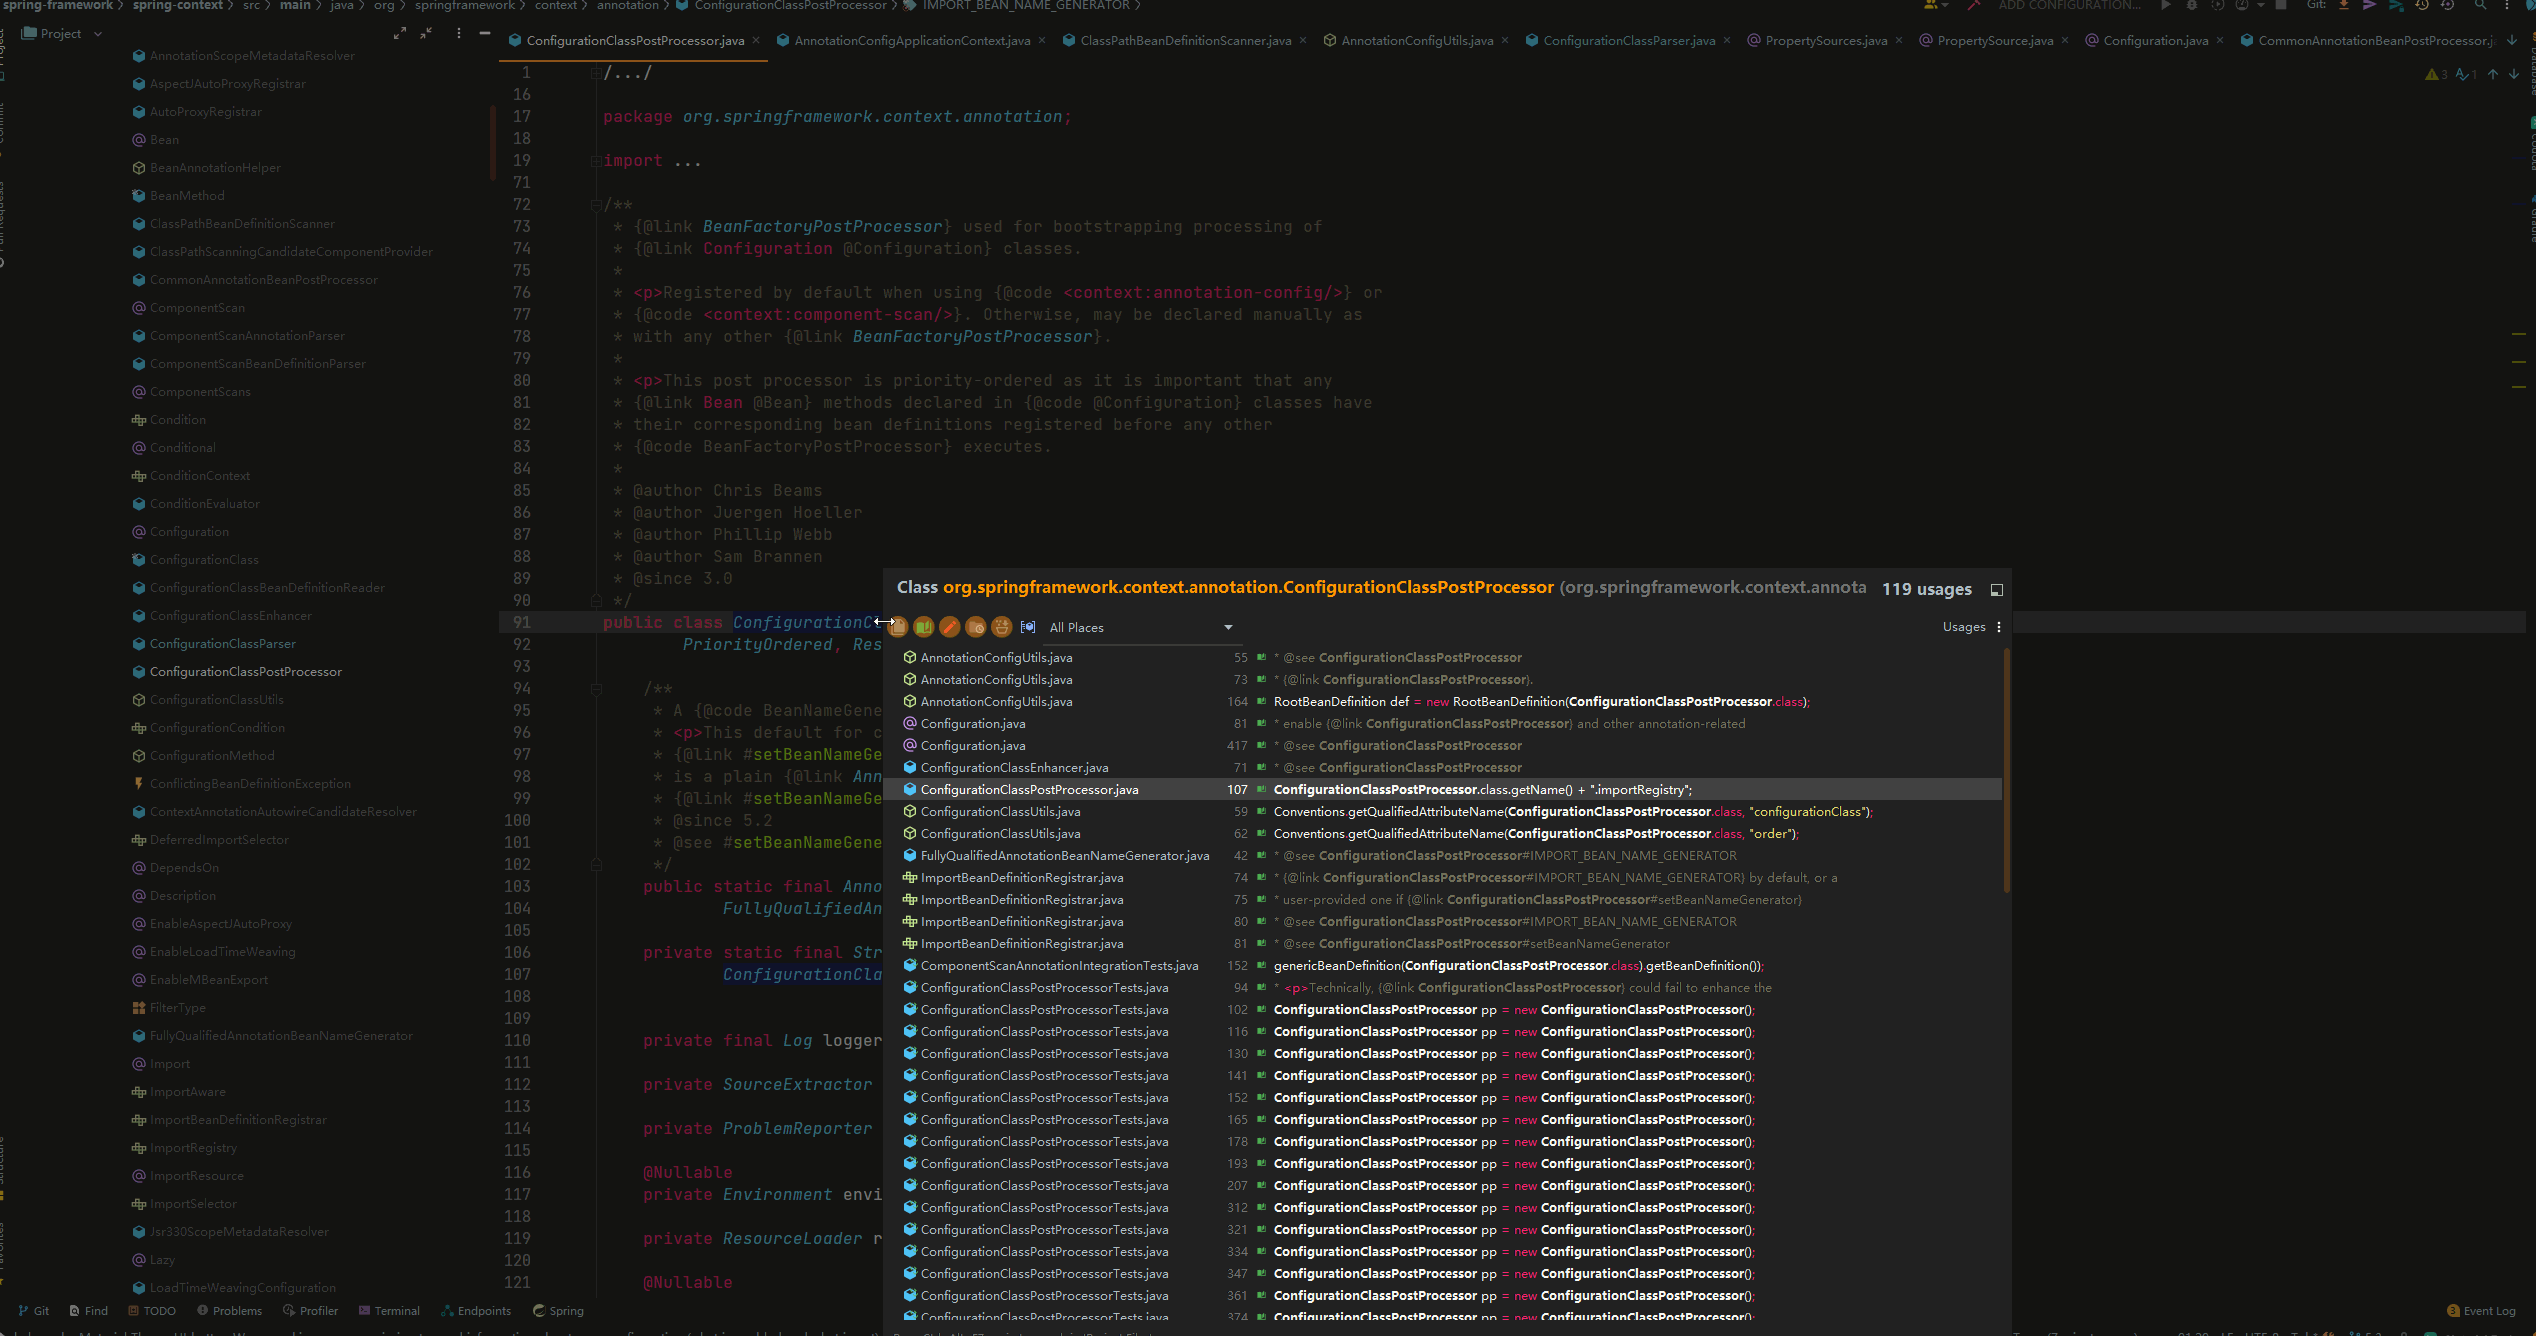 spring-framework › spring-context › src › main › java › org › springframework › context › annotation › ConfigurationClassPostProcessor › IMPORT_BEAN_NAME_GENERATOR ›
ADD CONFIGURATION... Git:
Project
ConfigurationClassPostProcessor.java × AnnotationConfigApplicationContext.java × ClassPathBeanDefinitionScanner.java × AnnotationConfigUtils.java × ConfigurationClassParser.java × PropertySources.java × PropertySource.java × Configuration.java × CommonAnnotationBeanPostProcessor.j
3 1
AnnotationScopeMetadataResolver
AspectJAutoProxyRegistrar
AutoProxyRegistrar
Bean
BeanAnnotationHelper
BeanMethod
ClassPathBeanDefinitionScanner
ClassPathScanningCandidateComponentProvider
CommonAnnotationBeanPostProcessor
ComponentScan
ComponentScanAnnotationParser
ComponentScanBeanDefinitionParser
ComponentScans
Condition
Conditional
ConditionContext
ConditionEvaluator
Configuration
ConfigurationClass
ConfigurationClassBeanDefinitionReader
ConfigurationClassEnhancer
ConfigurationClassParser
ConfigurationClassPostProcessor
ConfigurationClassUtils
ConfigurationCondition
ConfigurationMethod
ConflictingBeanDefinitionException
ContextAnnotationAutowireCandidateResolver
DeferredImportSelector
DependsOn
Description
EnableAspectJAutoProxy
EnableLoadTimeWeaving
EnableMBeanExport
FilterType
FullyQualifiedAnnotationBeanNameGenerator
Import
ImportAware
ImportBeanDefinitionRegistrar
ImportRegistry
ImportResource
ImportSelector
Jsr330ScopeMetadataResolver
Lazy
LoadTimeWeavingConfiguration
1 /.../
16
17 package org.springframework.context.annotation;
18
19 import ...
71
72 /**
73 * {@link BeanFactoryPostProcessor} used for bootstrapping processing of
74 * {@link Configuration @Configuration} classes.
75 *
76 * <p>Registered by default when using {@code <context:annotation-config/>} or
77 * {@code <context:component-scan/>}. Otherwise, may be declared manually as
78 * with any other {@link BeanFactoryPostProcessor}.
79 *
80 * <p>This post processor is priority-ordered as it is important that any
81 * {@link Bean @Bean} methods declared in {@code @Configuration} classes have
82 * their corresponding bean definitions registered before any other
83 * {@code BeanFactoryPostProcessor} executes.
84 *
85 * @author Chris Beams
86 * @author Juergen Hoeller
87 * @author Phillip Webb
88 * @author Sam Brannen
89 * @since 3.0
90 */
91 public class ConfigurationC
92 PriorityOrdered, Res
93
94 /**
95 * A {@code BeanNameGene
96 * <p>This default for c
97 * {@link #setBeanNameGe
98 * is a plain {@link Ann
99 * {@link #setBeanNameGe
100 * @since 5.2
101 * @see #setBeanNameGene
102 */
103 public static final Anno
104 FullyQualifiedAn
105
106 private static final Str
107 ConfigurationCla
108
109
110 private final Log logger
111
112 private SourceExtractor
113
114 private ProblemReporter
115
116 @Nullable
117 private Environment envi
118
119 private ResourceLoader r
120
121 @Nullable
Class org.springframework.context.annotation.ConfigurationClassPostProcessor (org.springframework.context.annota 119 usages
All Places Usages
AnnotationConfigUtils.java 55 * @see ConfigurationClassPostProcessor
AnnotationConfigUtils.java 73 * {@link ConfigurationClassPostProcessor}.
AnnotationConfigUtils.java 164 RootBeanDefinition def = new RootBeanDefinition(ConfigurationClassPostProcessor.class);
Configuration.java 81 * enable {@link ConfigurationClassPostProcessor} and other annotation-related
Configuration.java 417 * @see ConfigurationClassPostProcessor
ConfigurationClassEnhancer.java 71 * @see ConfigurationClassPostProcessor
ConfigurationClassPostProcessor.java 107 ConfigurationClassPostProcessor.class.getName() + ".importRegistry";
ConfigurationClassUtils.java 59 Conventions.getQualifiedAttributeName(ConfigurationClassPostProcessor.class, "configurationClass");
ConfigurationClassUtils.java 62 Conventions.getQualifiedAttributeName(ConfigurationClassPostProcessor.class, "order");
FullyQualifiedAnnotationBeanNameGenerator.java 42 * @see ConfigurationClassPostProcessor#IMPORT_BEAN_NAME_GENERATOR
ImportBeanDefinitionRegistrar.java 74 * {@link ConfigurationClassPostProcessor#IMPORT_BEAN_NAME_GENERATOR} by default, or a
ImportBeanDefinitionRegistrar.java 75 * user-provided one if {@link ConfigurationClassPostProcessor#setBeanNameGenerator}
ImportBeanDefinitionRegistrar.java 80 * @see ConfigurationClassPostProcessor#IMPORT_BEAN_NAME_GENERATOR
ImportBeanDefinitionRegistrar.java 81 * @see ConfigurationClassPostProcessor#setBeanNameGenerator
ComponentScanAnnotationIntegrationTests.java 152 genericBeanDefinition(ConfigurationClassPostProcessor.class).getBeanDefinition());
ConfigurationClassPostProcessorTests.java 94 * <p>Technically, {@link ConfigurationClassPostProcessor} could fail to enhance the
ConfigurationClassPostProcessorTests.java 102 ConfigurationClassPostProcessor pp = new ConfigurationClassPostProcessor();
ConfigurationClassPostProcessorTests.java 116 ConfigurationClassPostProcessor pp = new ConfigurationClassPostProcessor();
ConfigurationClassPostProcessorTests.java 130 ConfigurationClassPostProcessor pp = new ConfigurationClassPostProcessor();
ConfigurationClassPostProcessorTests.java 141 ConfigurationClassPostProcessor pp = new ConfigurationClassPostProcessor();
ConfigurationClassPostProcessorTests.java 152 ConfigurationClassPostProcessor pp = new ConfigurationClassPostProcessor();
ConfigurationClassPostProcessorTests.java 165 ConfigurationClassPostProcessor pp = new ConfigurationClassPostProcessor();
ConfigurationClassPostProcessorTests.java 178 ConfigurationClassPostProcessor pp = new ConfigurationClassPostProcessor();
ConfigurationClassPostProcessorTests.java 193 ConfigurationClassPostProcessor pp = new ConfigurationClassPostProcessor();
ConfigurationClassPostProcessorTests.java 207 ConfigurationClassPostProcessor pp = new ConfigurationClassPostProcessor();
ConfigurationClassPostProcessorTests.java 312 ConfigurationClassPostProcessor pp = new ConfigurationClassPostProcessor();
ConfigurationClassPostProcessorTests.java 321 ConfigurationClassPostProcessor pp = new ConfigurationClassPostProcessor();
ConfigurationClassPostProcessorTests.java 334 ConfigurationClassPostProcessor pp = new ConfigurationClassPostProcessor();
ConfigurationClassPostProcessorTests.java 347 ConfigurationClassPostProcessor pp = new ConfigurationClassPostProcessor();
ConfigurationClassPostProcessorTests.java 361 ConfigurationClassPostProcessor pp = new ConfigurationClassPostProcessor();
ConfigurationClassPostProcessorTests.java 374 ConfigurationClassPostProcessor pp = new ConfigurationClassPostProcessor();
Git Find TODO Problems Profiler Terminal Endpoints Spring 3 Event Log